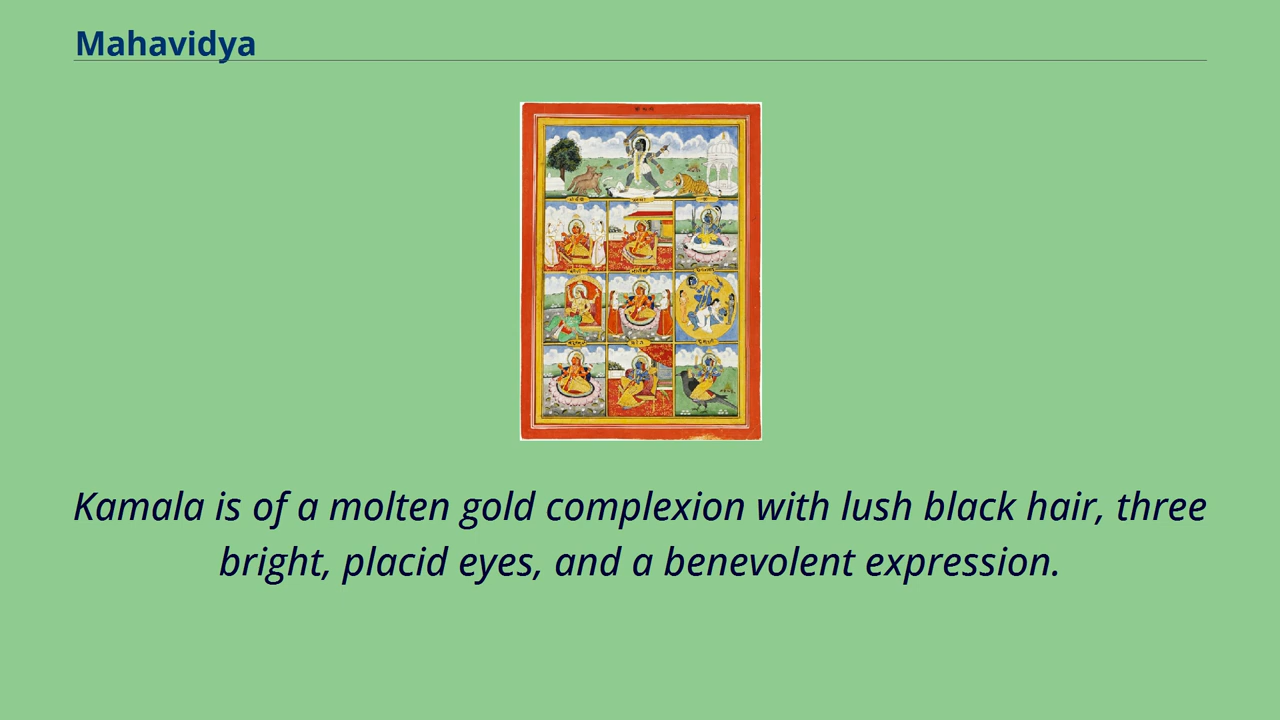 Mahavidya
Kamala is of a molten gold complexion with lush black hair, three
bright, placid eyes, and a benevolent expression.